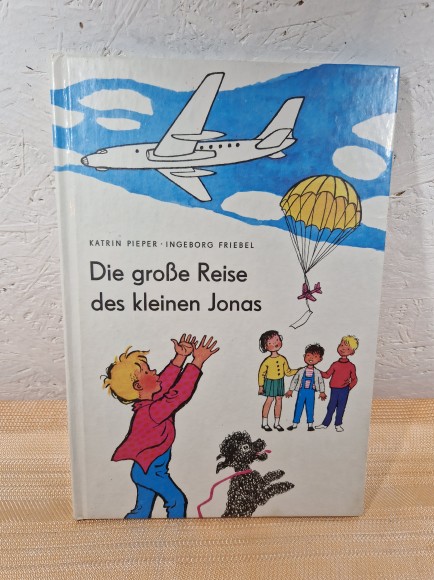 KATRIN PIEPER · INGEBORG FRIEBEL
Die große Reise
des kleinen Jonas